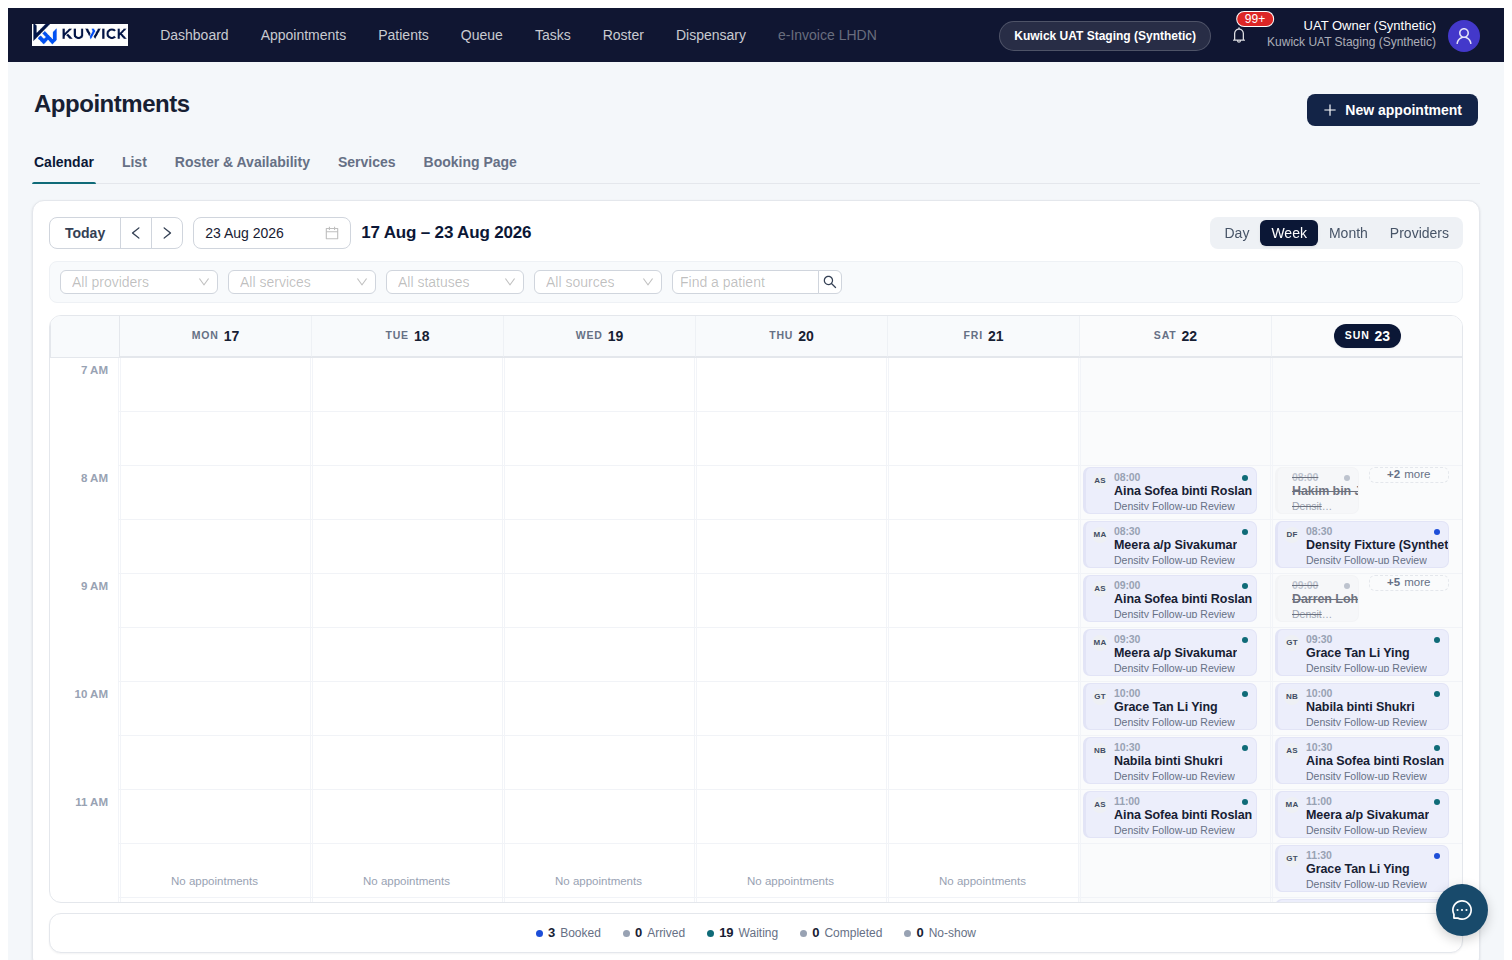 KUWICK
Dashboard
Appointments
Patients
Queue
Tasks
Roster
Dispensary
e-Invoice LHDN
Kuwick UAT Staging (Synthetic)
99+
UAT Owner (Synthetic)
Kuwick UAT Staging (Synthetic)
Appointments
New appointment
Calendar
List
Roster & Availability
Services
Booking Page
Today
23 Aug 2026
17 Aug – 23 Aug 2026
Day
Week
Month
Providers
All providers
All services
All statuses
All sources
Find a patient
MON 17
TUE 18
WED 19
THU 20
FRI 21
SAT 22
SUN 23
7 AM
8 AM
9 AM
10 AM
11 AM
No appointments
No appointments
No appointments
No appointments
No appointments
AS 08:00
Aina Sofea binti Roslan
Density Follow-up Review
MA 08:30
Meera a/p Sivakumar
Density Follow-up Review
AS 09:00
Aina Sofea binti Roslan
Density Follow-up Review
MA 09:30
Meera a/p Sivakumar
Density Follow-up Review
GT 10:00
Grace Tan Li Ying
Density Follow-up Review
NB 10:30
Nabila binti Shukri
Density Follow-up Review
AS 11:00
Aina Sofea binti Roslan
Density Follow-up Review
08:00
Hakim bin
Densit...
+2 more
DF 08:30
Density Fixture (Synthet
Density Follow-up Review
09:00
Darren Loh
Densit...
+5 more
GT 09:30
Grace Tan Li Ying
Density Follow-up Review
NB 10:00
Nabila binti Shukri
Density Follow-up Review
AS 10:30
Aina Sofea binti Roslan
Density Follow-up Review
MA 11:00
Meera a/p Sivakumar
Density Follow-up Review
GT 11:30
Grace Tan Li Ying
Density Follow-up Review
3 Booked
0 Arrived
19 Waiting
0 Completed
0 No-show